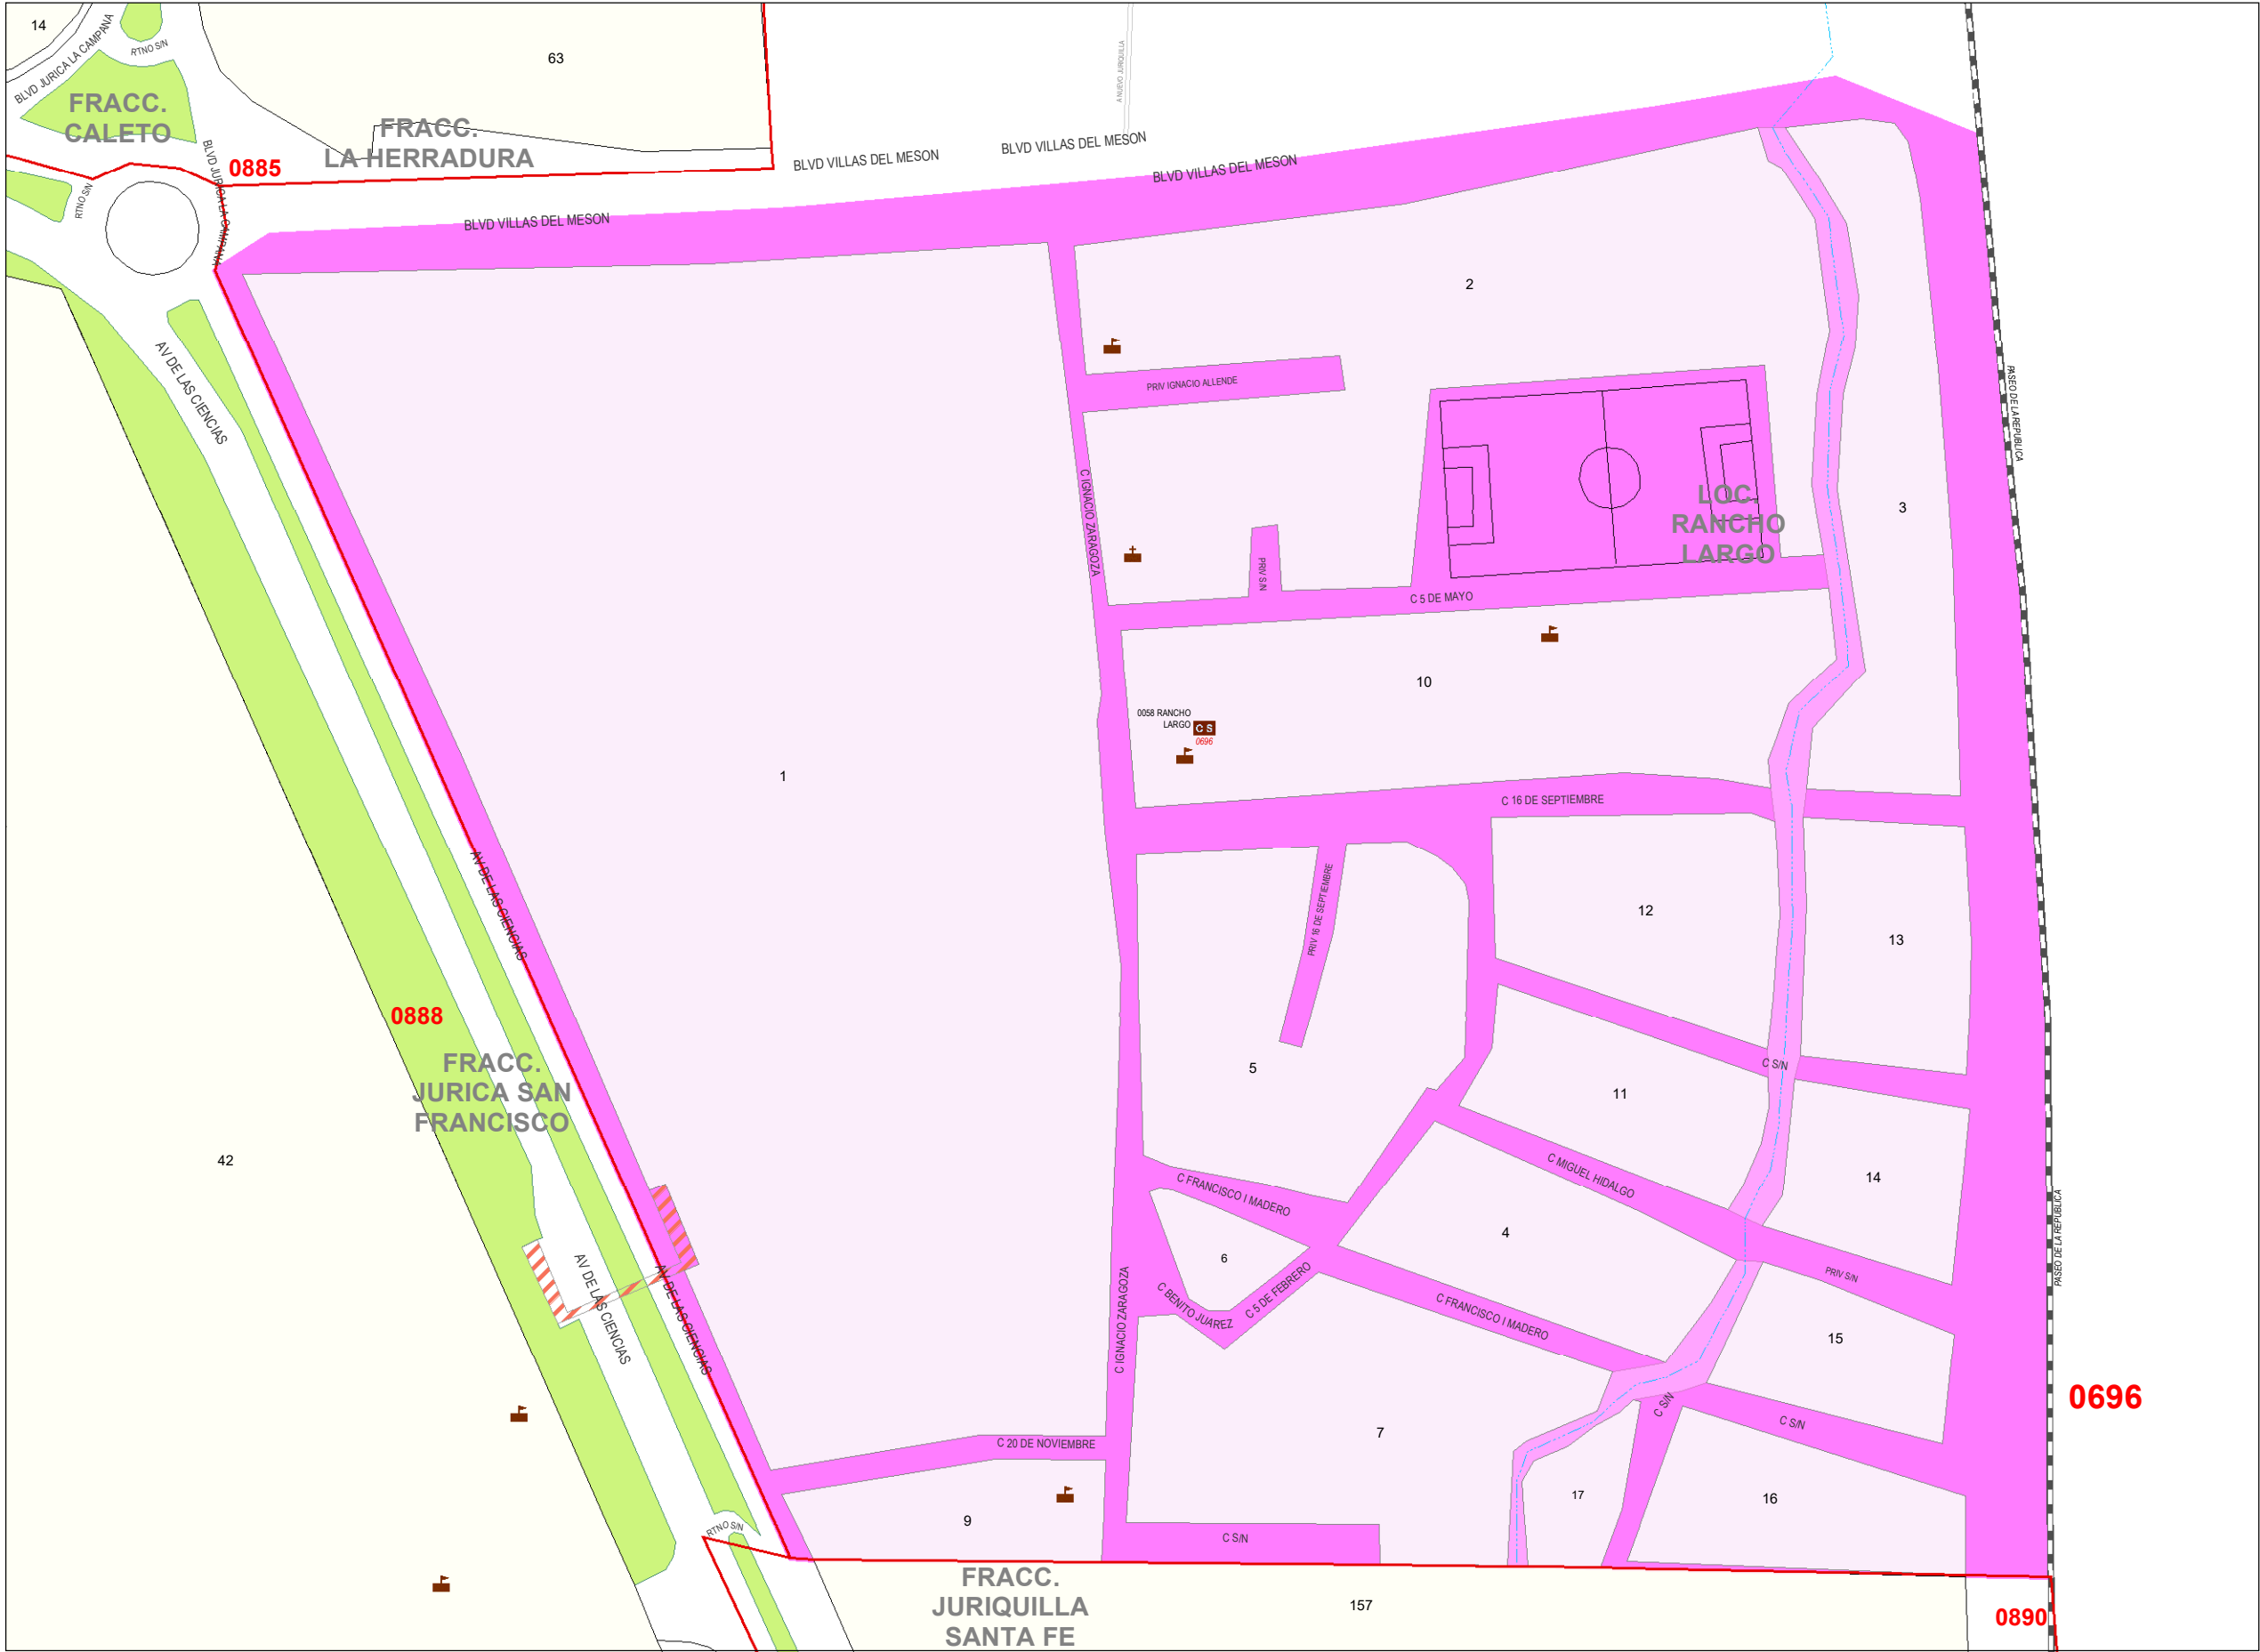 14
BLVD JURICA LA CAMPANA
RTNO S/N
63
A NUEVO JURIQUILLA
FRACC.
CALETO
FRACC.
LA HERRADURA
0885
BLVD JURICA LA CAMPANA
RTNO S/N
BLVD VILLAS DEL MESON
BLVD VILLAS DEL MESON
BLVD VILLAS DEL MESON
BLVD VILLAS DEL MESON
2
AV DE LAS CIENCIAS
PRIV IGNACIO ALLENDE
PASEO DE LA REPUBLICA
C IGNACIO ZARAGOZA
LOC.
RANCHO
LARGO
3
PRIV S/N
C 5 DE MAYO
10
0058 RANCHO
LARGO
C S
0696
1
C 16 DE SEPTIEMBRE
AV DE LAS CIENCIAS
PRIV 16 DE SEPTIEMBRE
12
13
0888
FRACC.
JURICA SAN
FRANCISCO
5
C S/N
11
42
C FRANCISCO I MADERO
C MIGUEL HIDALGO
14
4
6
PASEO DE LA REPUBLICA
PRIV S/N
AV DE LAS CIENCIAS
AV DE LAS CIENCIAS
C IGNACIO ZARAGOZA
C BENITO JUAREZ
C 5 DE FEBRERO
C FRANCISCO I MADERO
15
0696
C S/N
C S/N
7
C 20 DE NOVIEMBRE
17
16
9
RTNO S/N
C S/N
FRACC.
JURIQUILLA
SANTA FE
157
0890